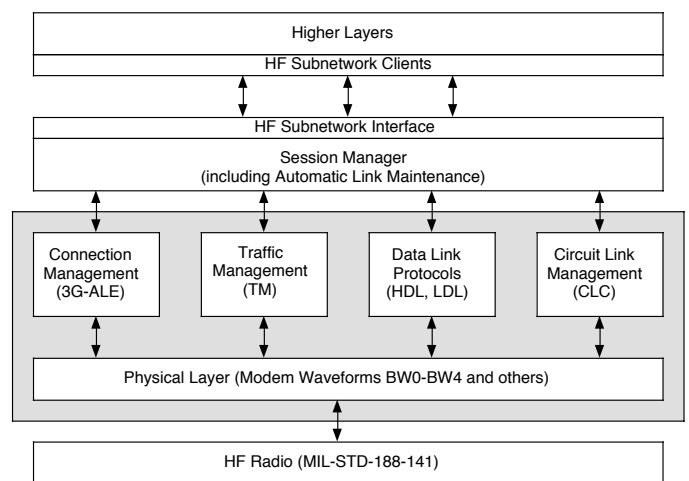 Higher Layers
HF Subnetwork Clients
HF Subnetwork Interface
Session Manager
(including Automatic Link Maintenance)
Connection
Management
(3G-ALE)
Traffic
Management
(TM)
Data Link
Protocols
(HDL, LDL)
Circuit Link
Management
(CLC)
Physical Layer (Modem Waveforms BW0-BW4 and others)
HF Radio (MIL-STD-188-141)